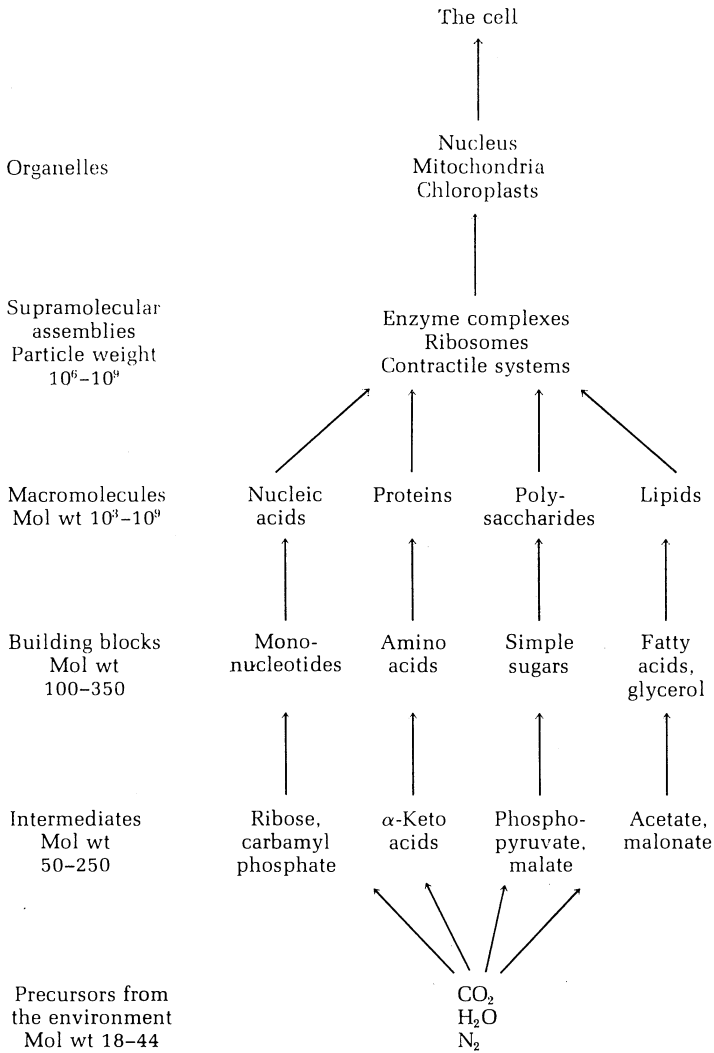 The cell
Organelles
Nucleus
Mitochondria
Chloroplasts
Supramolecular
assemblies
Particle weight
10⁶–10⁹
Enzyme complexes
Ribosomes
Contractile systems
Macromolecules
Mol wt 10³–10⁹
Nucleic
acids
Proteins
Poly-
saccharides
Lipids
Building blocks
Mol wt
100–350
Mono-
nucleotides
Amino
acids
Simple
sugars
Fatty
acids,
glycerol
Intermediates
Mol wt
50–250
Ribose,
carbamyl
phosphate
α-Keto
acids
Phospho-
pyruvate,
malate
Acetate,
malonate
Precursors from
the environment
Mol wt 18–44
CO₂
H₂O
N₂